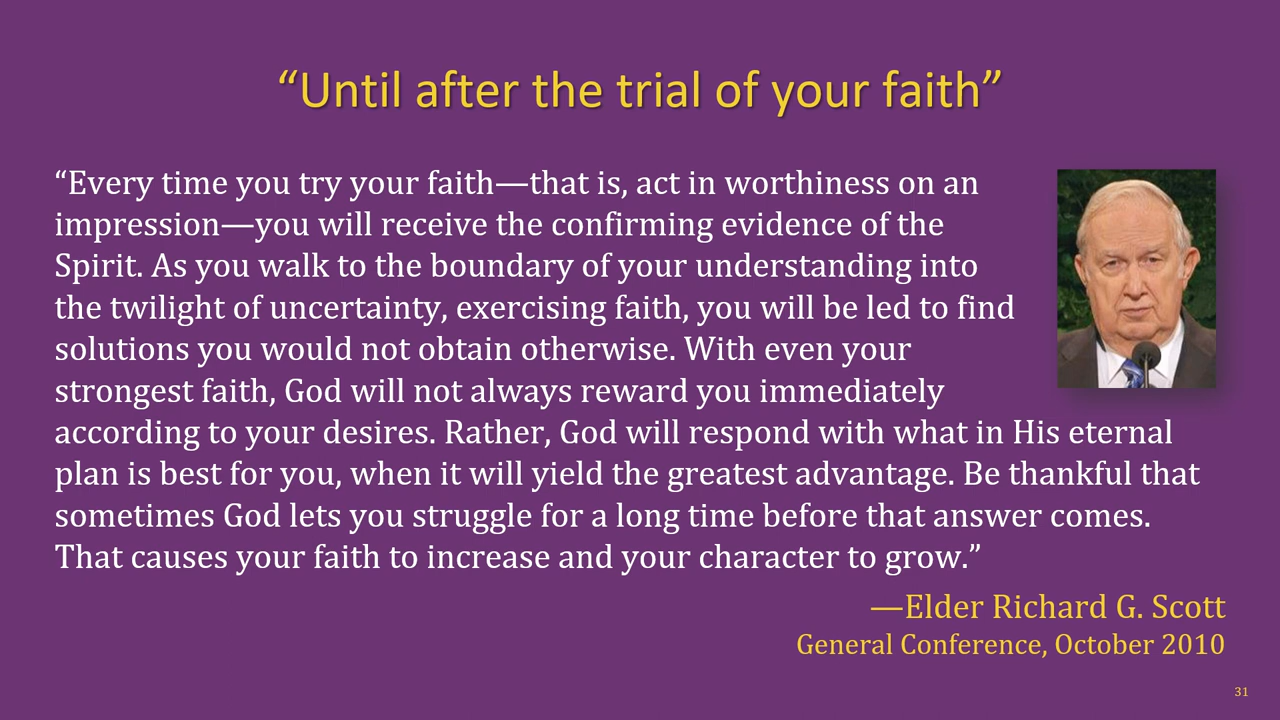 “Until after the trial of your faith”
“Every time you try your faith—that is, act in worthiness on an
impression—you will receive the confirming evidence of the
Spirit. As you walk to the boundary of your understanding into
the twilight of uncertainty, exercising faith, you will be led to find
solutions you would not obtain otherwise. With even your
strongest faith, God will not always reward you immediately
according to your desires. Rather, God will respond with what in His eternal
plan is best for you, when it will yield the greatest advantage. Be thankful that
sometimes God lets you struggle for a long time before that answer comes.
That causes your faith to increase and your character to grow.”
—Elder Richard G. Scott
General Conference, October 2010
31